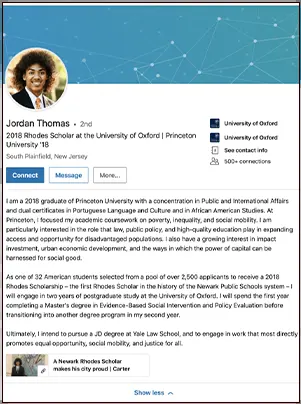 Jordan Thomas • 2nd
2018 Rhodes Scholar at the University of Oxford | Princeton
University '18
South Plainfield, New Jersey
Connect
Message
More...
University of Oxford
University of Oxford
See contact info
500+ connections
I am a 2018 graduate of Princeton University with a concentration in Public and International Affairs
and dual certificates in Portuguese Language and Culture and in African American Studies. At
Princeton, I focused my academic coursework on poverty, inequality, and social mobility. I am
particularly interested in the role that law, public policy, and high-quality education play in expanding
access and opportunity for disadvantaged populations. I also have a growing interest in impact
investment, urban economic development, and the ways in which the power of capital can be
harnessed for social good.
As one of 32 American students selected from a pool of over 2,500 applicants to receive a 2018
Rhodes Scholarship – the first Rhodes Scholar in the history of the Newark Public Schools system – I
will engage in two years of postgraduate study at the University of Oxford. I will spend the first year
completing a Master's degree in Evidence-Based Social Intervention and Policy Evaluation before
transitioning into another degree program in my second year.
Ultimately, I intend to pursue a JD degree at Yale Law School, and to engage in work that most directly
promotes equal opportunity, social mobility, and justice for all.
A Newark Rhodes Scholar
makes his city proud | Carter
Show less